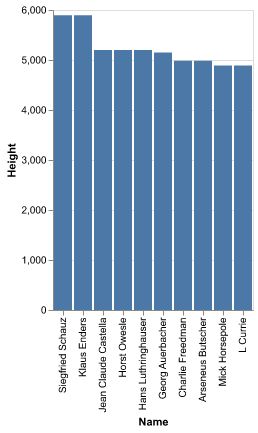 6,000
5,000
4,000
3,000
2,000
1,000
0
Height
Siegfried Schauz
Klaus Enders
Jean Claude Castella
Horst Owesle
Hans Luthringhauser
Georg Auerbacher
Charlie Freedman
Arseneus Butscher
Mick Horsepole
L Currie
Name